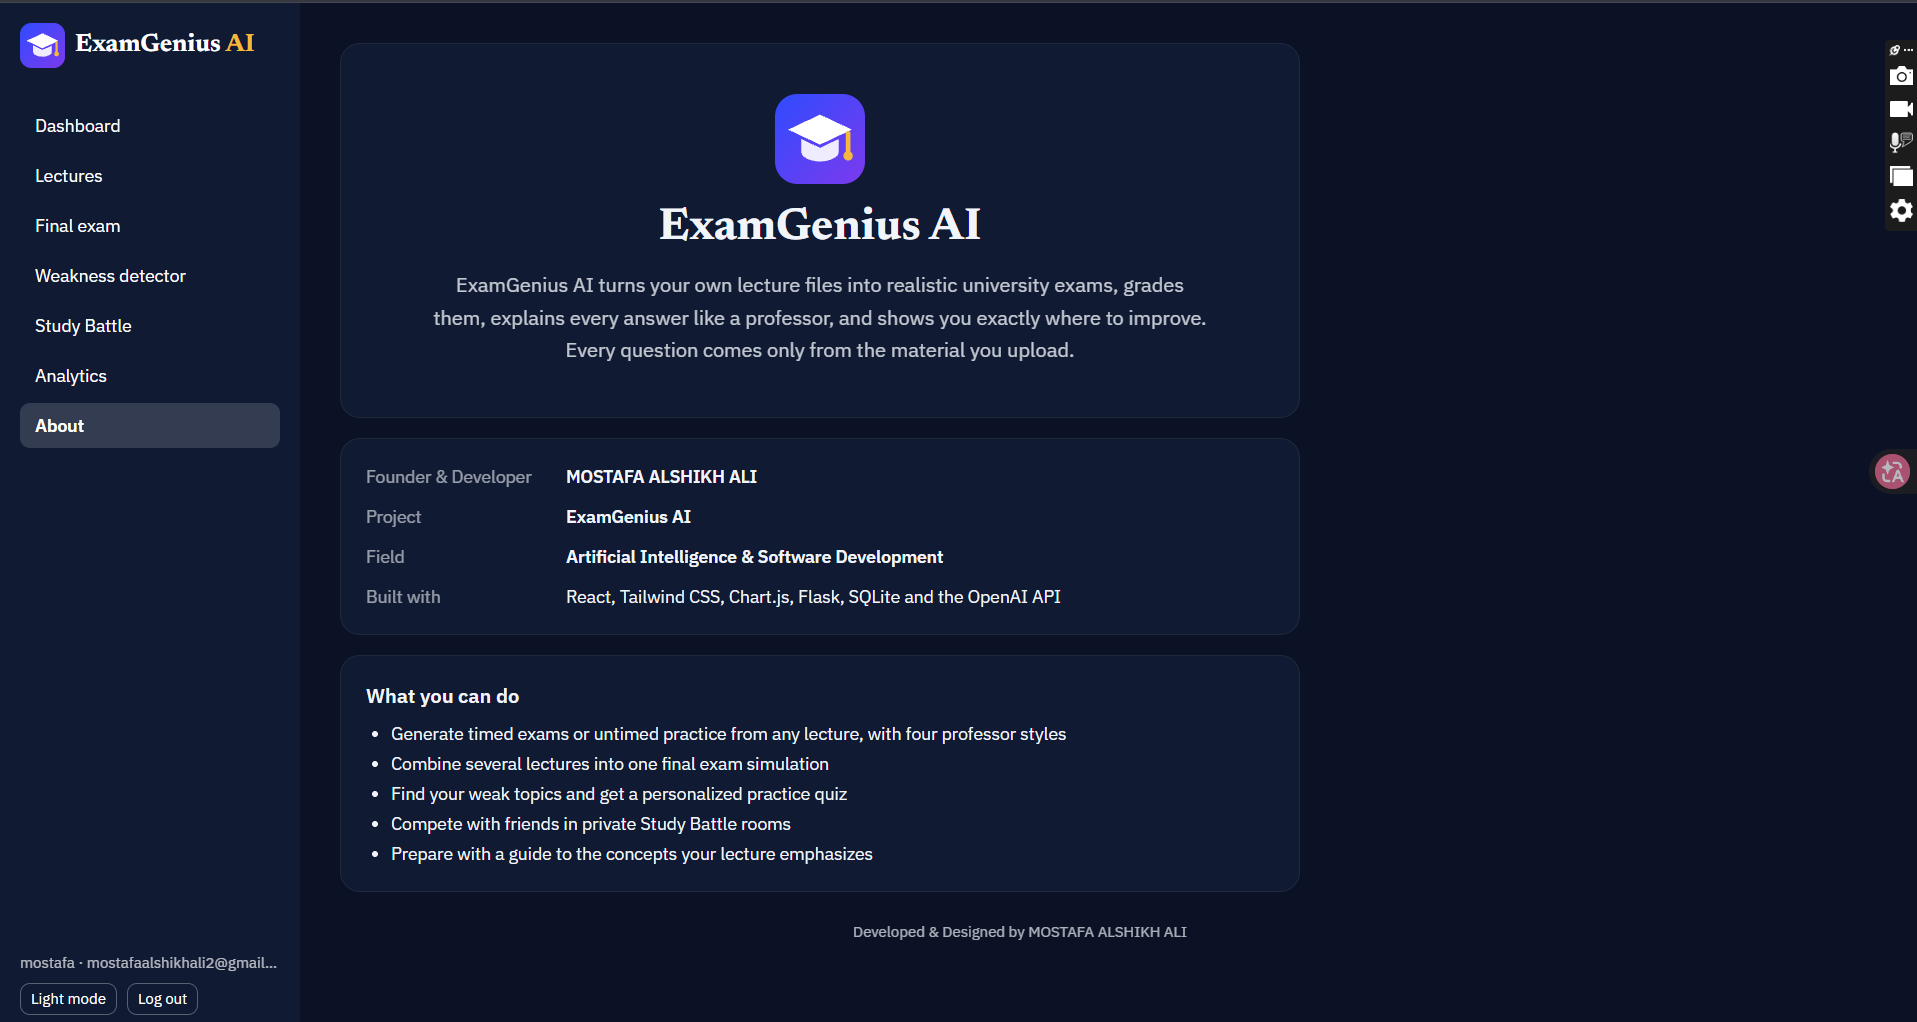 ExamGenius AI
Dashboard
Lectures
Final exam
Weakness detector
Study Battle
Analytics
About
mostafa · mostafaalshikhali2@gmail...
Light mode
Log out
ExamGenius AI
ExamGenius AI turns your own lecture files into realistic university exams, grades
them, explains every answer like a professor, and shows you exactly where to improve.
Every question comes only from the material you upload.
Founder & Developer MOSTAFA ALSHIKH ALI
Project ExamGenius AI
Field Artificial Intelligence & Software Development
Built with React, Tailwind CSS, Chart.js, Flask, SQLite and the OpenAI API
What you can do
• Generate timed exams or untimed practice from any lecture, with four professor styles
• Combine several lectures into one final exam simulation
• Find your weak topics and get a personalized practice quiz
• Compete with friends in private Study Battle rooms
• Prepare with a guide to the concepts your lecture emphasizes
Developed & Designed by MOSTAFA ALSHIKH ALI